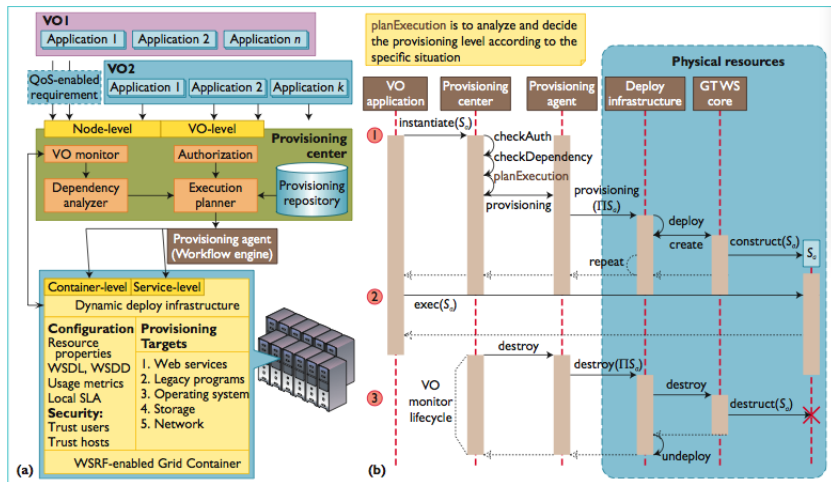 VO1
Application 1
Application 2
Application n
QoS-enabled
requirement
VO2
Application 1
Application 2
Application k
Node-level
VO-level
Provisioning
center
VO monitor
Authorization
Dependency
analyzer
Execution
planner
Provisioning
repository
Provisioning agent
(Workflow engine)
Container-level
Service-level
Dynamic deploy infrastructure
Configuration
Resource
properties
WSDL, WSDD
Usage metrics
Local SLA
Security:
Trust users
Trust hosts
Provisioning
Targets
1. Web services
2. Legacy programs
3. Operating system
4. Storage
5. Network
WSRF-enabled Grid Container
(a)
planExecution is to analyze and decide
the provisioning level according to the
specific situation
Physical resources
VO
application
Provisioning
center
Provisioning
agent
Deploy
infrastructure
GT WS
core
1
instantiate(Sa)
checkAuth
checkDependency
planExecution
provisioning
provisioning
(ΠSa)
deploy
create
construct(Sa)
Sa
repeat
2
exec(Sa)
destroy
destroy(ΠSa)
3
VO
monitor
lifecycle
destroy
destruct(Sa)
undeploy
(b)